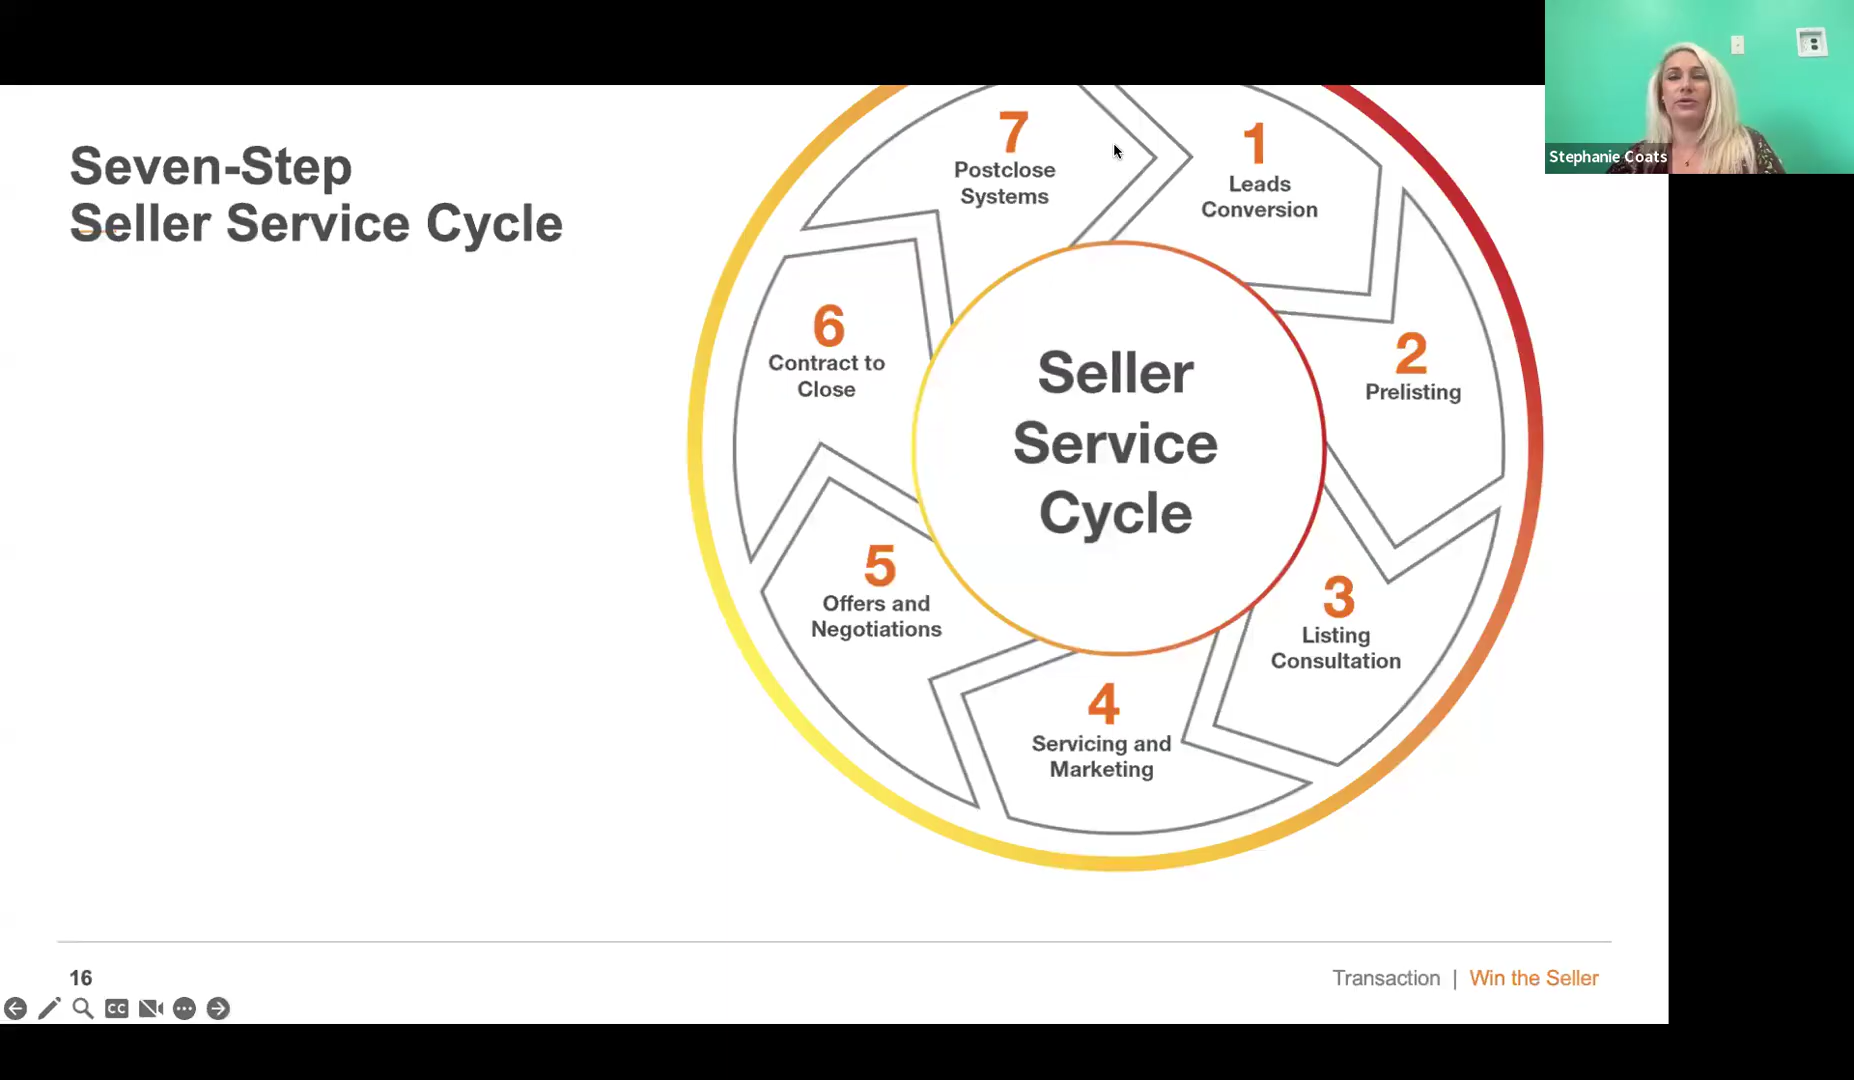 Seven-Step
Seller Service Cycle
7
Postclose
Systems
1
Leads
Conversion
6
Contract to
Close
2
Prelisting
Seller
Service
Cycle
5
Offers and
Negotiations
3
Listing
Consultation
4
Servicing and
Marketing
Stephanie Coats
16
Transaction | Win the Seller
CC